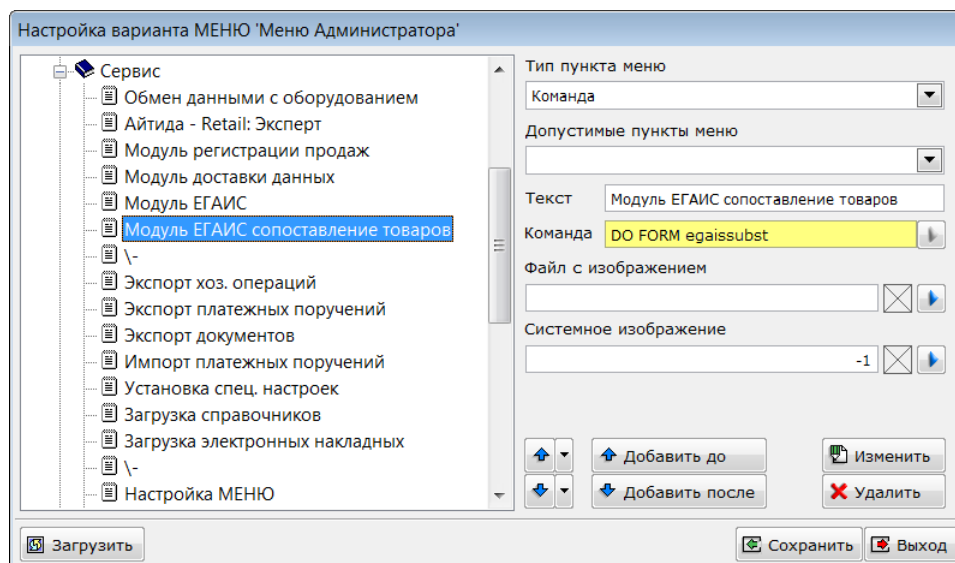 Настройка варианта МЕНЮ 'Меню Администратора'
Сервис
Обмен данными с оборудованием
Айтида - Retail: Эксперт
Модуль регистрации продаж
Модуль доставки данных
Модуль ЕГАИС
Модуль ЕГАИС сопоставление товаров
\-
Экспорт хоз. операций
Экспорт платежных поручений
Экспорт документов
Импорт платежных поручений
Установка спец. настроек
Загрузка справочников
Загрузка электронных накладных
\-
Настройка МЕНЮ
Тип пункта меню
Команда
Допустимые пункты меню
Текст Модуль ЕГАИС сопоставление товаров
Команда DO FORM egaissubst
Файл с изображением
Системное изображение
-1
Добавить до Изменить
Добавить после Удалить
Загрузить Сохранить Выход